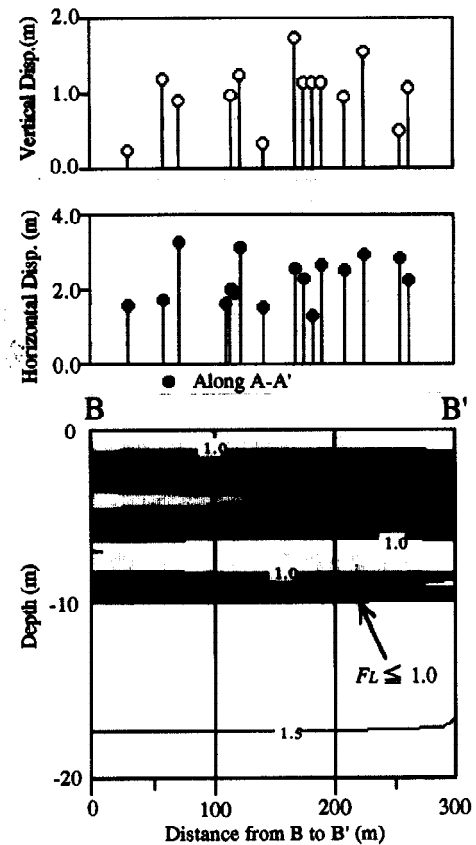 2.0
1.0
0.0
Vertical Disp.(m)
4.0
2.0
0.0
Horizontal Disp. (m)
● Along A-A'
B B'
0
-10
-20
Depth (m)
1.0
1.0
1.0
FL ≦ 1.0
1.5
0 100 200 300
Distance from B to B' (m)